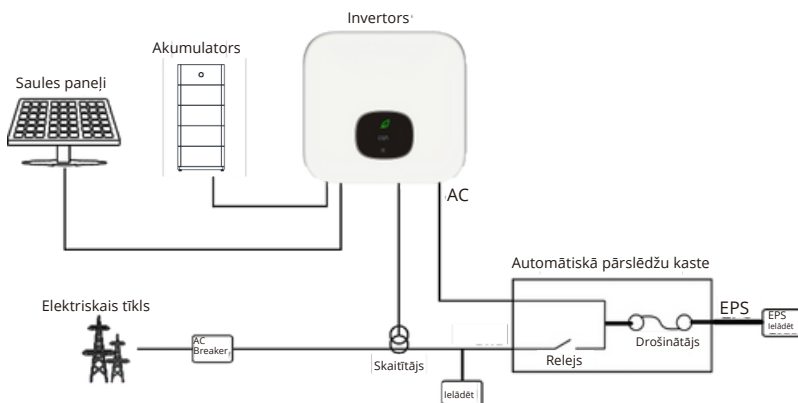 Invertors
Akumulators
Saules paneļi
AC
Automātiskā pārslēdžu kaste
Elektriskais tīkls
EPS
EPS
Ielādēt
AC
Breaker
Drošinātājs
Relejs
Skaitītājs
Ielādēt